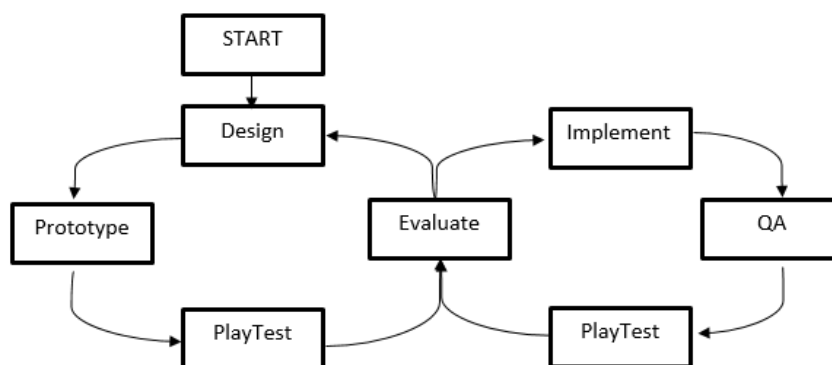 START
Design
Implement
Prototype
Evaluate
QA
PlayTest
PlayTest